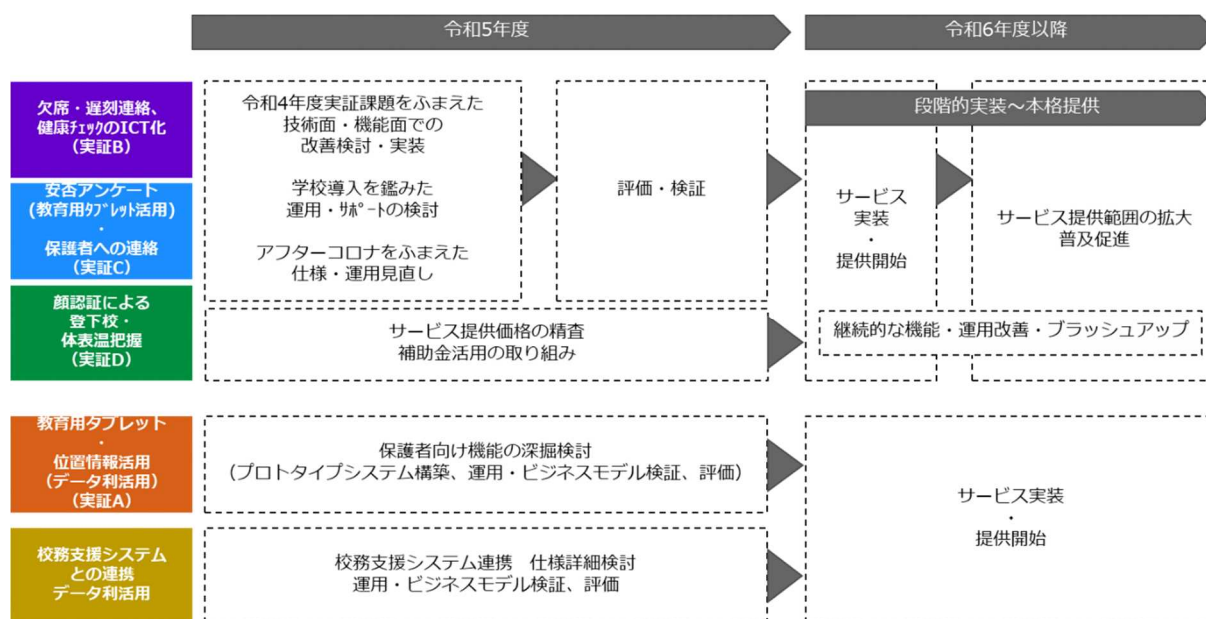 令和5年度
令和6年度以降
欠席・遅刻連絡、
健康ﾁｪｯｸのICT化
(実証B)
安否アンケート
(教育用ﾀﾌﾞﾚｯﾄ活用)
・
保護者への連絡
(実証C)
顔認証による
登下校・
体表温把握
(実証D)
令和4年度実証課題をふまえた
技術面・機能面での
改善検討・実装
学校導入を鑑みた
運用・ｻﾎﾟｰﾄの検討
アフターコロナをふまえた
仕様・運用見直し
評価・検証
段階的実装～本格提供
サービス
実装
・
提供開始
サービス提供範囲の拡大
普及促進
サービス提供価格の精査
補助金活用の取り組み
継続的な機能・運用改善・ブラッシュアップ
教育用タブレット
・
位置情報活用
(データ利活用)
(実証A)
保護者向け機能の深掘検討
(プロトタイプシステム構築、運用・ビジネスモデル検証、評価)
サービス実装
・
提供開始
校務支援システム
との連携
データ利活用
校務支援システム連携　仕様詳細検討
運用・ビジネスモデル検証、評価